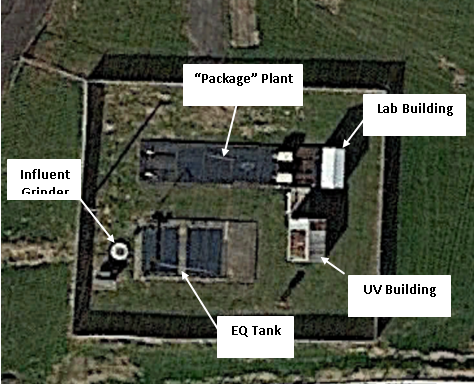 “Package” Plant
Lab Building
Influent
Grinder
UV Building
EQ Tank